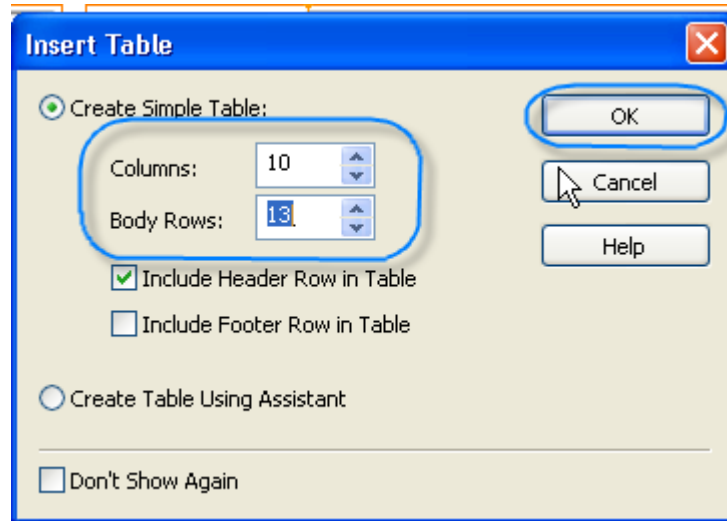 Insert Table
Create Simple Table:
OK
Columns: 10
Cancel
Body Rows: 13
Help
Include Header Row in Table
Include Footer Row in Table
Create Table Using Assistant
Don't Show Again